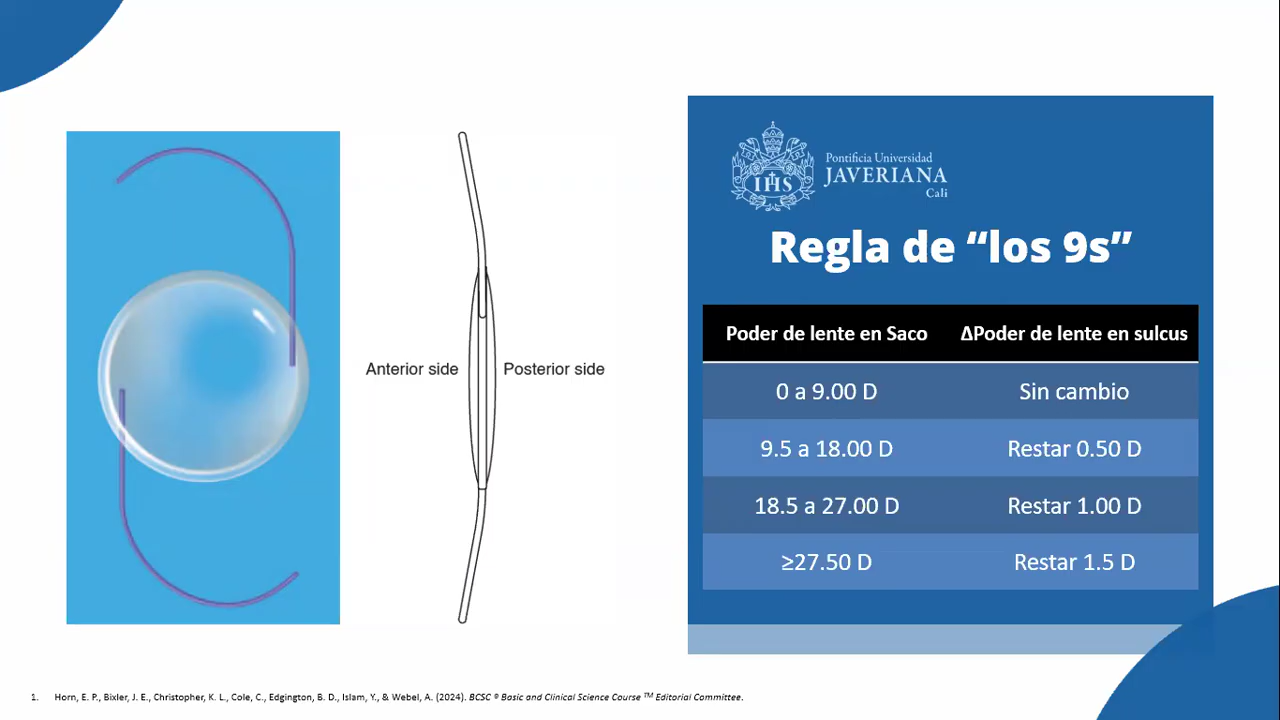 Anterior side
Posterior side
Pontificia Universidad
JAVERIANA
Cali
IHS
Regla de “los 9s”
Poder de lente en Saco ΔPoder de lente en sulcus
0 a 9.00 D Sin cambio
9.5 a 18.00 D Restar 0.50 D
18.5 a 27.00 D Restar 1.00 D
≥27.50 D Restar 1.5 D
1. Horn, E. P., Bixler, J. E., Christopher, K. L., Cole, C., Edgington, B. D., Islam, Y., & Webel, A. (2024). BCSC ® Basic and Clinical Science Course ™ Editorial Committee.